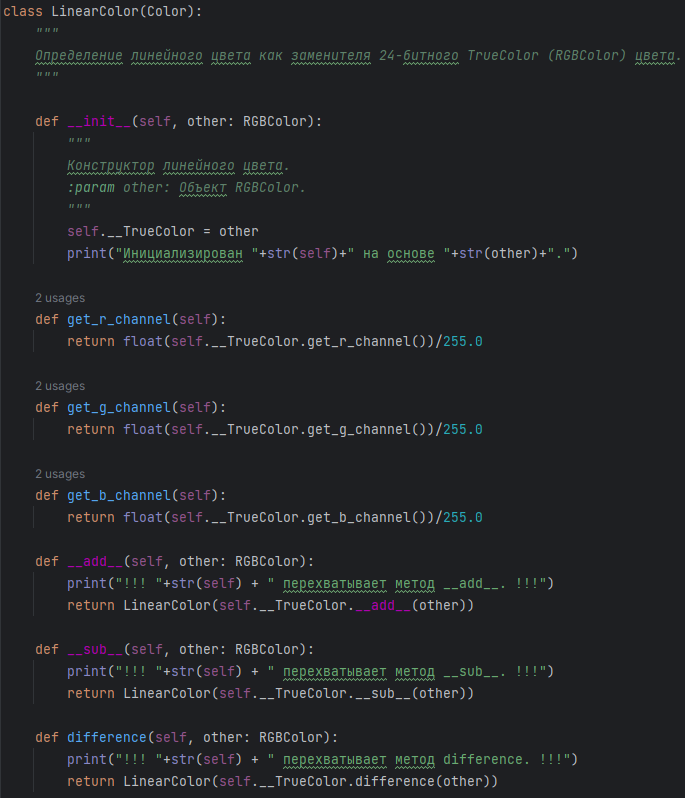 class LinearColor(Color):
    """
    Определение линейного цвета как заменителя 24-битного TrueColor (RGBColor) цвета.
    """
    def __init__(self, other: RGBColor):
        """
        Конструктор линейного цвета.
        :param other: Объект RGBColor.
        """
        self.__TrueColor = other
        print("Инициализирован "+str(self)+" на основе "+str(other)+".")
    2 usages
    def get_r_channel(self):
        return float(self.__TrueColor.get_r_channel())/255.0
    2 usages
    def get_g_channel(self):
        return float(self.__TrueColor.get_g_channel())/255.0
    2 usages
    def get_b_channel(self):
        return float(self.__TrueColor.get_b_channel())/255.0
    def __add__(self, other: RGBColor):
        print("!!! "+str(self) + " перехватывает метод __add__. !!!")
        return LinearColor(self.__TrueColor.__add__(other))
    def __sub__(self, other: RGBColor):
        print("!!! "+str(self) + " перехватывает метод __sub__. !!!")
        return LinearColor(self.__TrueColor.__sub__(other))
    def difference(self, other: RGBColor):
        print("!!! "+str(self) + " перехватывает метод difference. !!!")
        return LinearColor(self.__TrueColor.difference(other))